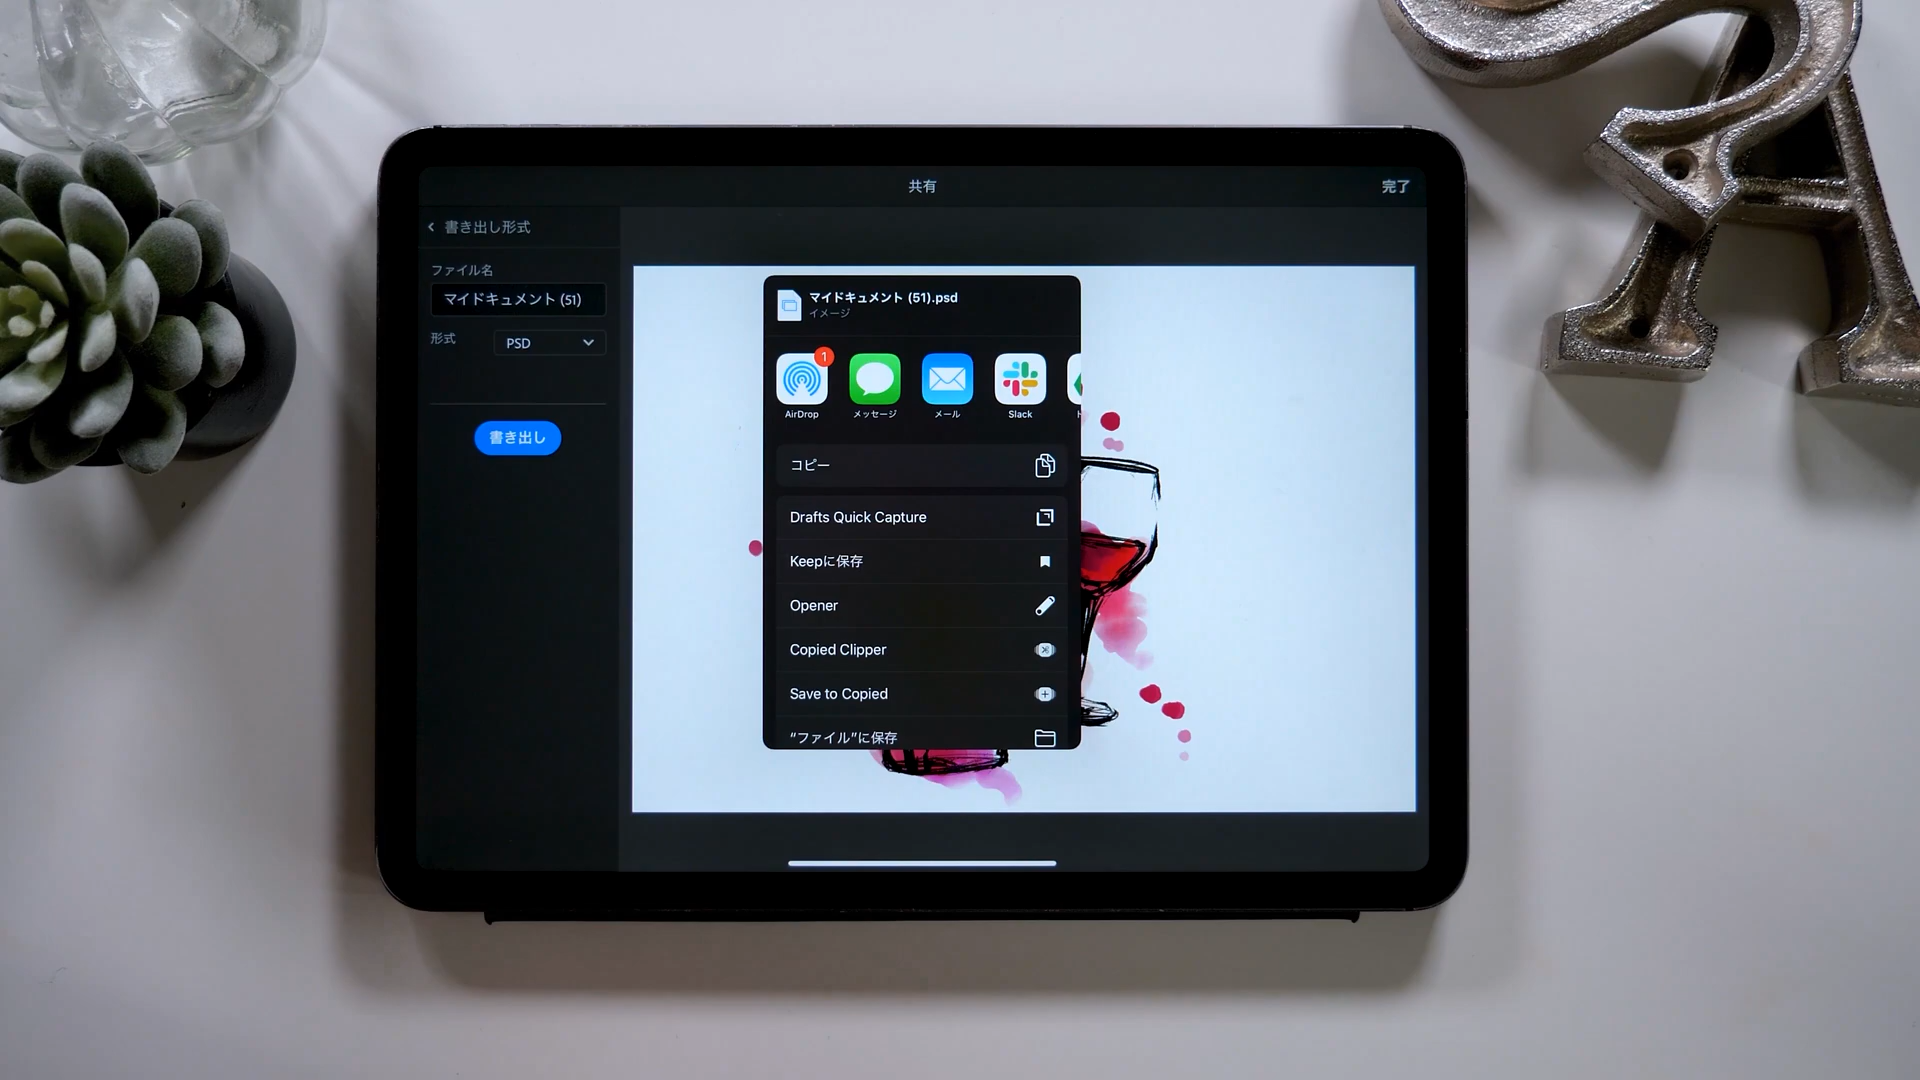 共有
完了
書き出し形式
ファイル名
マイドキュメント (51)
形式
PSD
書き出し
マイドキュメント (51).psd
イメージ
1
AirDrop
メッセージ
メール
Slack
コピー
Drafts Quick Capture
Keepに保存
Opener
Copied Clipper
Save to Copied
“ファイル”に保存
S
A